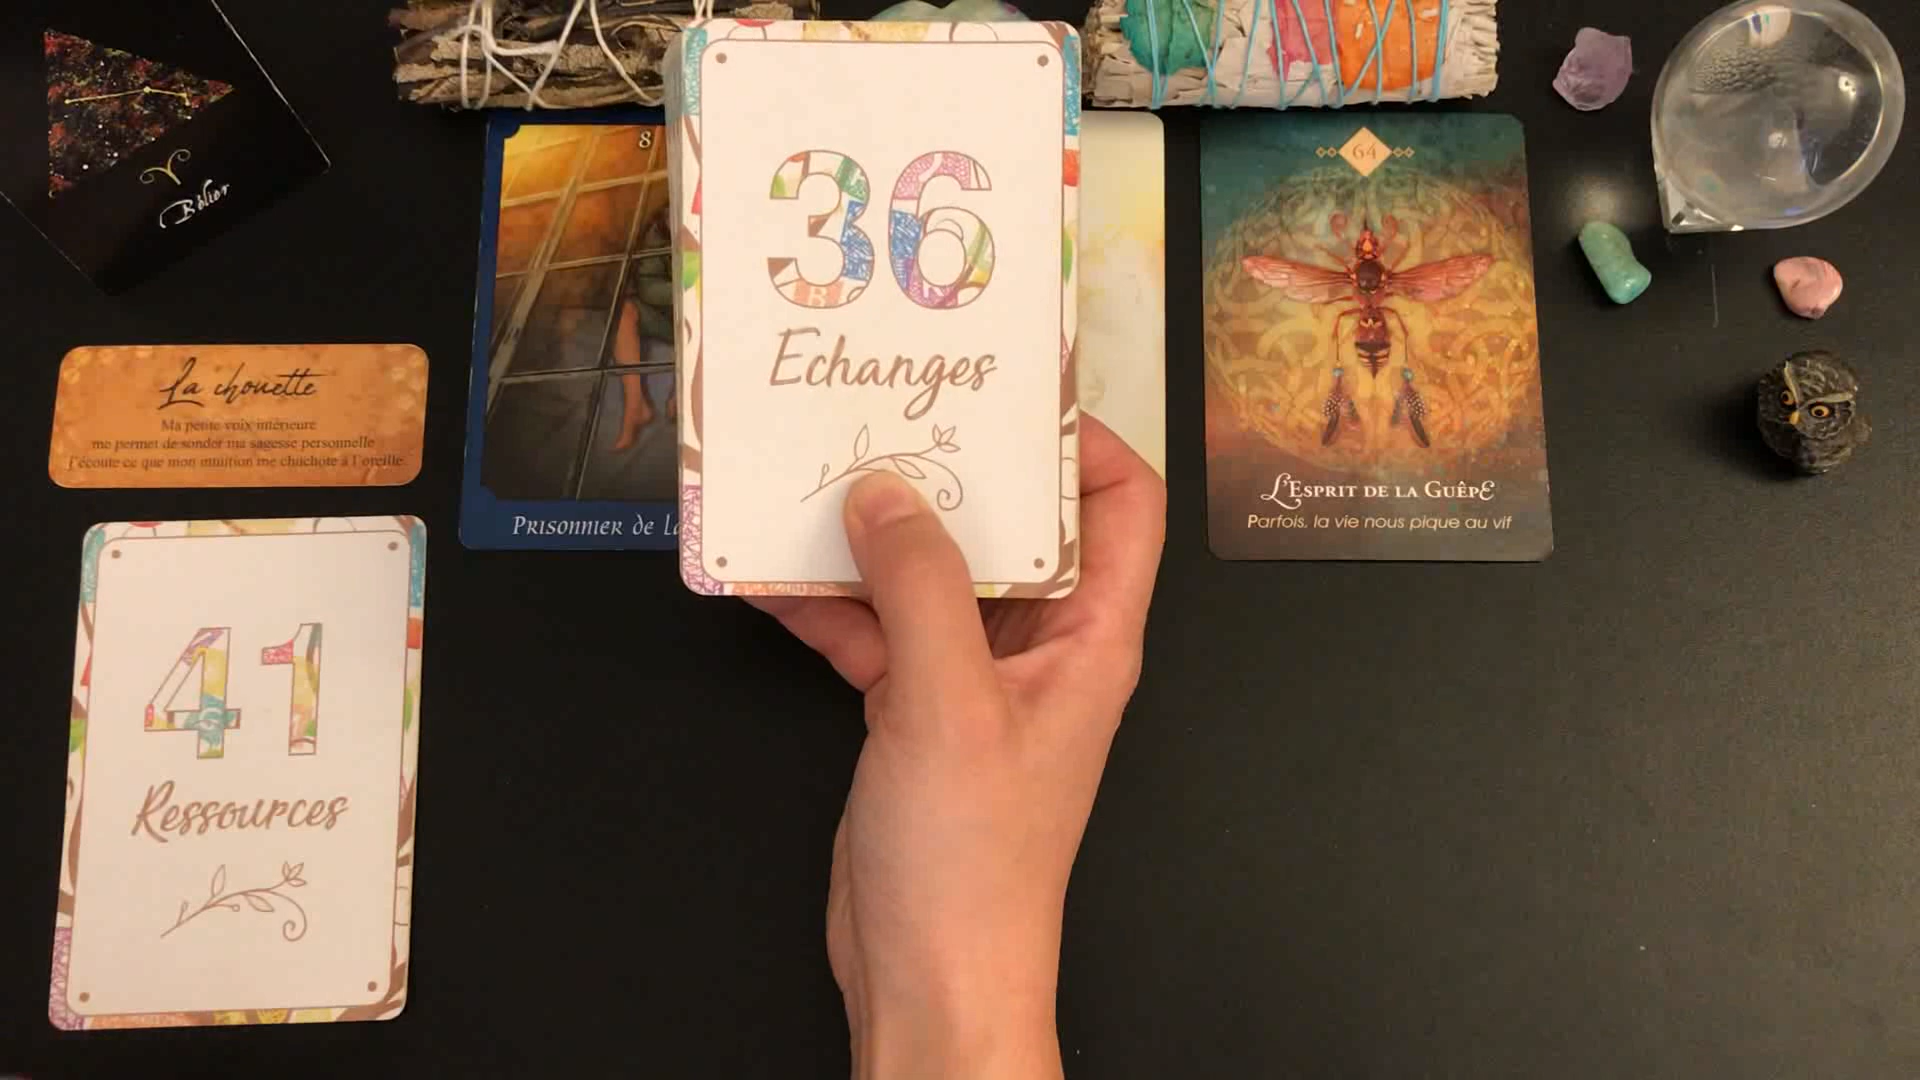 Bélier
La chouette
Ma petite voix intérieure
me permet de sonder ma sagesse personnelle
j'écoute ce que mon intuition me chuchote à l'oreille.
41
Ressources
8
Prisonnier de la
36
Echanges
64
L'Esprit de la Guêpe
Parfois, la vie nous pique au vif